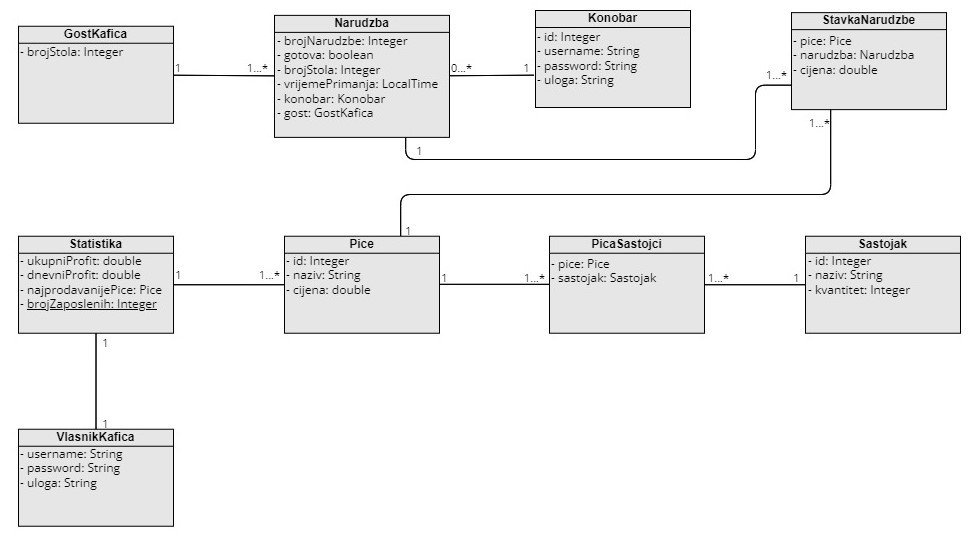 GostKafica
- brojStola: Integer
1
1...*
Narudzba
- brojNarudzbe: Integer
- gotova: boolean
- brojStola: Integer
- vrijemePrimanja: LocalTime
- konobar: Konobar
- gost: GostKafica
0...*
1
1
Konobar
- id: Integer
- username: String
- password: String
- uloga: String
StavkaNarudzbe
- pice: Pice
- narudzba: Narudzba
- cijena: double
1...*
1...*
Statistika
- ukupniProfit: double
- dnevniProfit: double
- najprodavanijePice: Pice
- brojZaposlenih: Integer
1
1...*
1
Pice
- id: Integer
- naziv: String
- cijena: double
1
1
1...*
PicaSastojci
- pice: Pice
- sastojak: Sastojak
1...*
1
Sastojak
- id: Integer
- naziv: String
- kvantitet: Integer
1
VlasnikKafica
- username: String
- password: String
- uloga: String